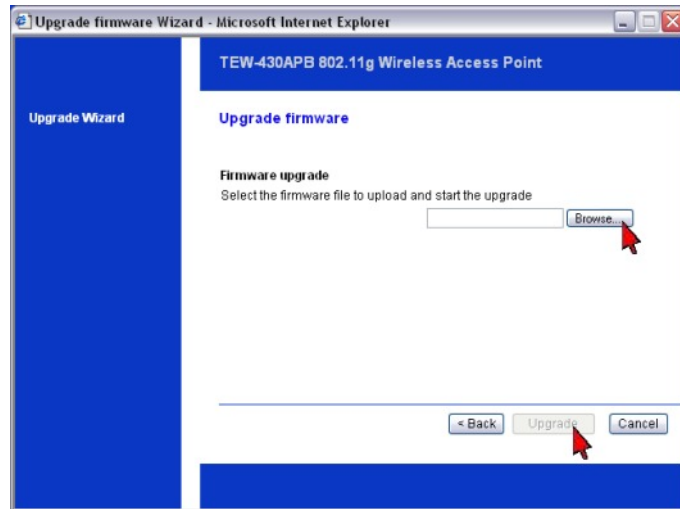 Upgrade firmware Wizard - Microsoft Internet Explorer
TEW-430APB 802.11g Wireless Access Point
Upgrade Wizard
Upgrade firmware
Firmware upgrade
Select the firmware file to upload and start the upgrade
Browse...
< Back
Upgrade
Cancel